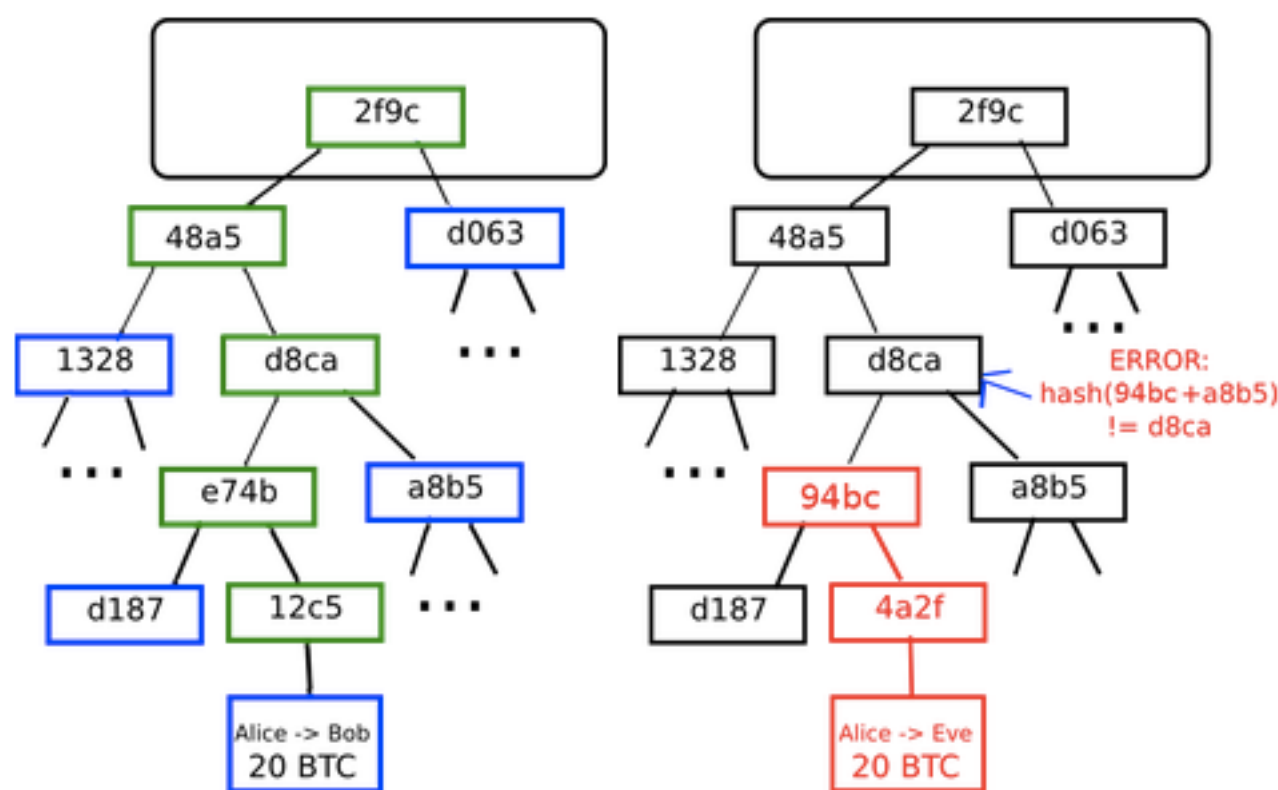 2f9c
48a5
d063
1328
d8ca
...
...
e74b
a8b5
d187
12c5
...
Alice -> Bob
20 BTC
2f9c
48a5
d063
...
1328
d8ca
ERROR:
hash(94bc+a8b5)
!= d8ca
...
94bc
a8b5
d187
4a2f
Alice -> Eve
20 BTC